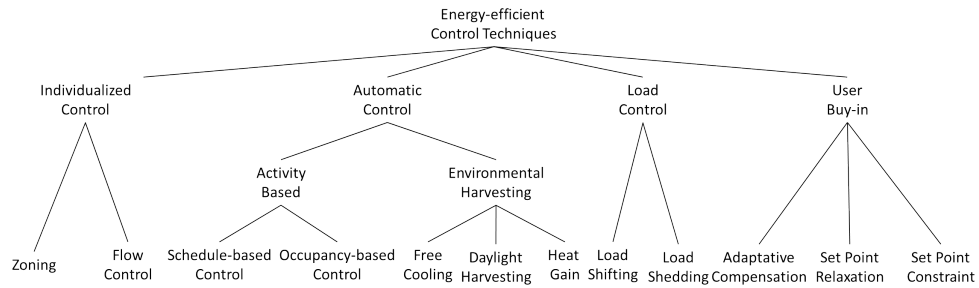 Energy-efficient
Control Techniques
Individualized
Control
Automatic
Control
Load
Control
User
Buy-in
Activity
Based
Environmental
Harvesting
Zoning
Flow
Control
Schedule-based
Control
Occupancy-based
Control
Free
Cooling
Daylight
Harvesting
Heat
Gain
Load
Shifting
Load
Shedding
Adaptative
Compensation
Set Point
Relaxation
Set Point
Constraint